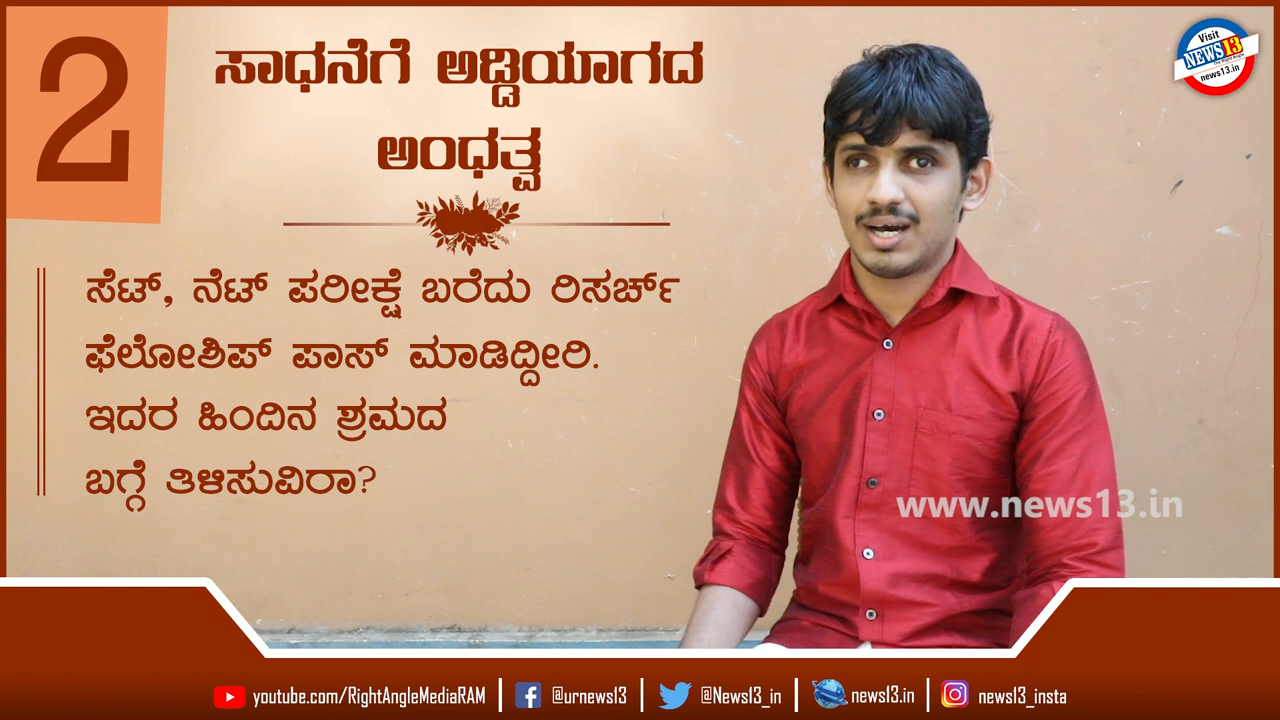 2
ಸಾಧನೆಗೆ ಅಡ್ಡಿಯಾಗದ
ಅಂಧತ್ವ
ಸೆಟ್, ನೆಟ್ ಪರೀಕ್ಷೆ ಬರೆದು ರಿಸರ್ಚ್
ಫೆಲೋಶಿಪ್ ಪಾಸ್ ಮಾಡಿದ್ದೀರಿ.
ಇದರ ಹಿಂದಿನ ಶ್ರಮದ
ಬಗ್ಗೆ ತಿಳಿಸುವಿರಾ?
Visit
NEWS13
news13.in
www.news13.in
youtube.com/RightAngleMediaRAM @urnews13 @News13_in news13.in news13_insta